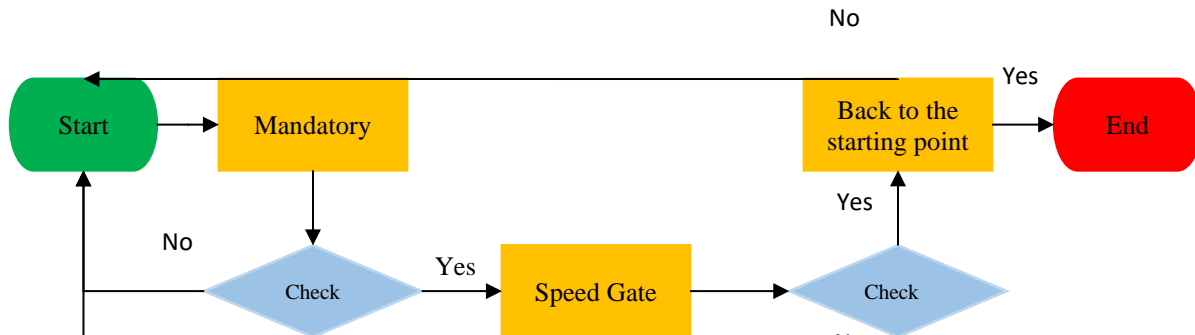 No
Start
Mandatory
Back to the
starting point
Yes
End
No
Check
Yes
Speed Gate
Yes
Check